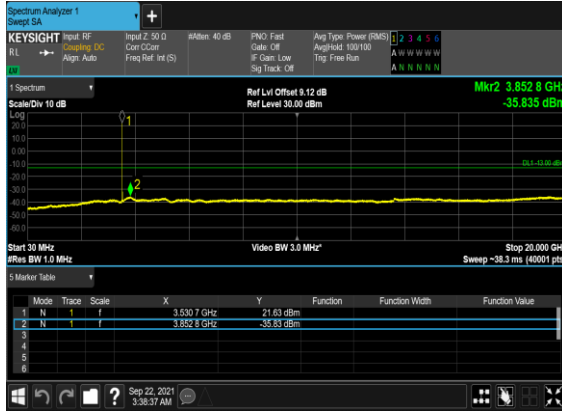 Spectrum Analyzer 1
Swept SA
+
KEYSIGHT Input: RF Input Z: 50 Ω #Atten: 40 dB PNO: Fast Avg Type: Power (RMS) 1 2 3 4 5 6
RL Coupling: DC Corr CCorr Gate: Off Avg|Hold: 100/100 A W W W W W
Align: Auto Freq Ref: Int (S) IF Gain: Low Trig: Free Run
LXI Sig Track: Off A N N N N N
1 Spectrum Ref Lvl Offset 9.12 dB Mkr2 3.852 8 GHz
Scale/Div 10 dB Ref Level 30.00 dBm -35.835 dBm
Log
20.0
10.0
0.00
-10.0
-20.0
-30.0
-40.0
-50.0
-60.0
1
2
DL1 -13.00 dBm
Start 30 MHz Video BW 3.0 MHz* Stop 20.000 GHz
#Res BW 1.0 MHz Sweep ~38.3 ms (40001 pts)
5 Marker Table
Mode Trace Scale X Y Function Function Width Function Value
1 N 1 f 3.530 7 GHz 21.63 dBm
2 N 1 f 3.852 8 GHz -35.83 dBm
3
4
5
6
? Sep 22, 2021
3:38:37 AM